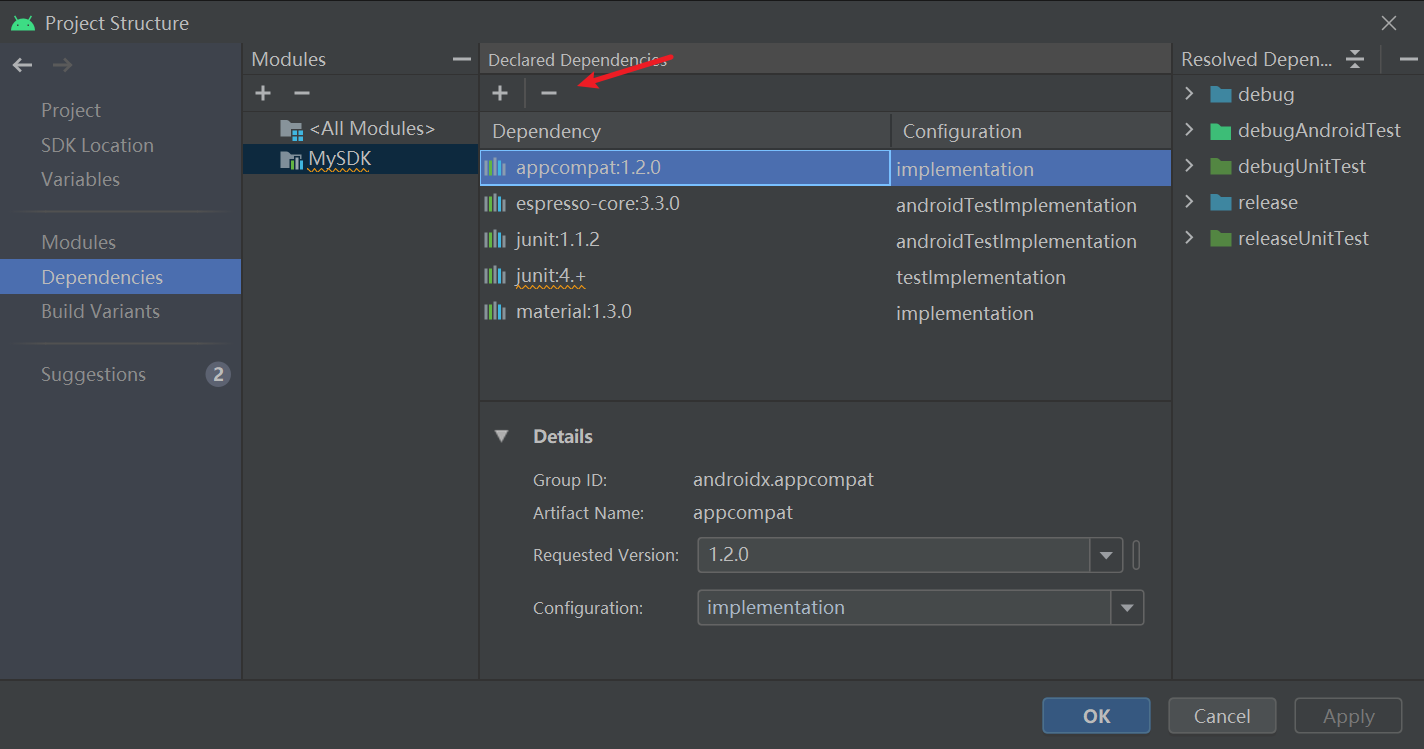 Project Structure
Project
SDK Location
Variables
Modules
Dependencies
Build Variants
Suggestions 2
Modules
<All Modules>
MySDK
Declared Dependencies
Dependency Configuration
appcompat:1.2.0 implementation
espresso-core:3.3.0 androidTestImplementation
junit:1.1.2 androidTestImplementation
junit:4.+ testImplementation
material:1.3.0 implementation
Details
Group ID: androidx.appcompat
Artifact Name: appcompat
Requested Version: 1.2.0
Configuration: implementation
Resolved Depen...
debug
debugAndroidTest
debugUnitTest
release
releaseUnitTest
OK Cancel Apply